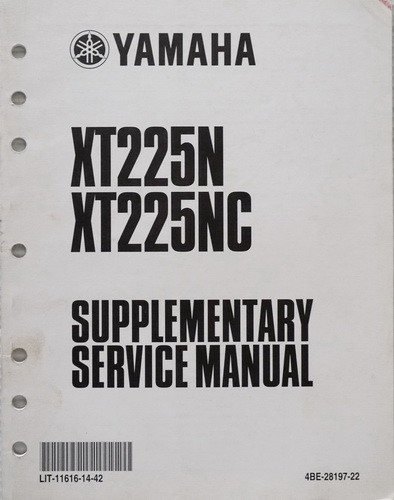 YAMAHA
XT225N
XT225NC
SUPPLEMENTARY
SERVICE MANUAL
LIT-11616-14-42
4BE-28197-22